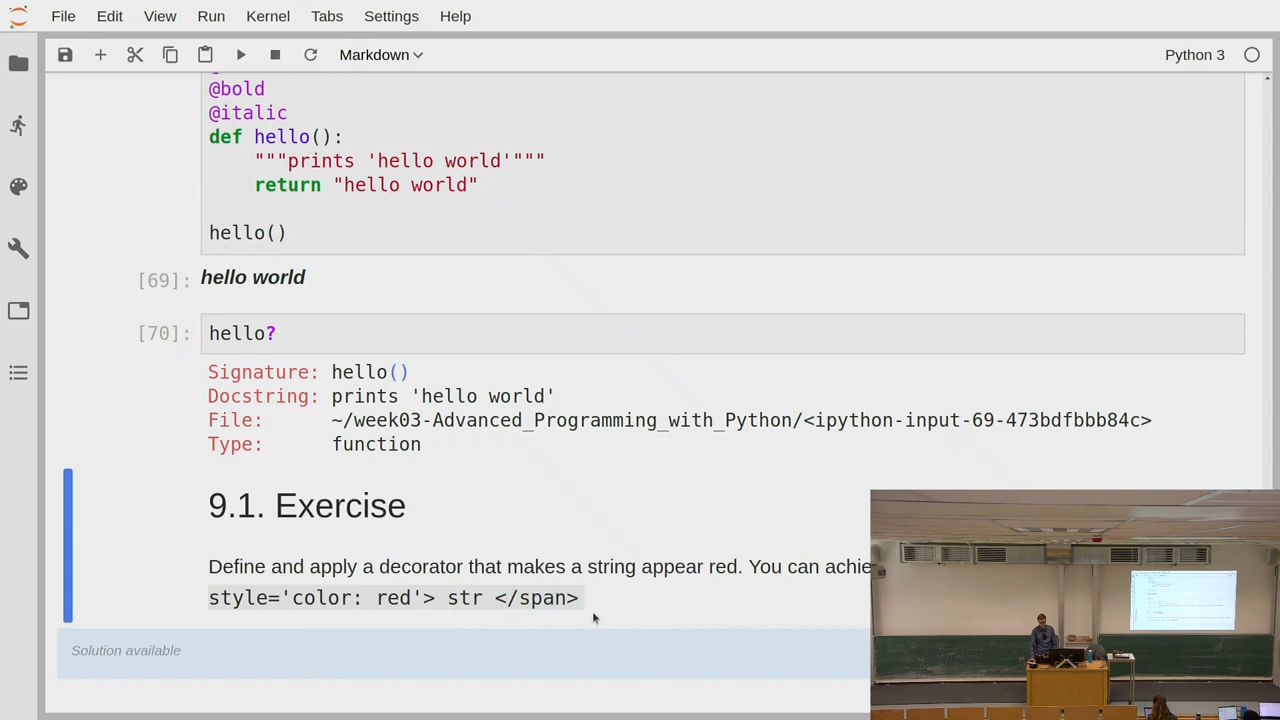 File Edit View Run Kernel Tabs Settings Help
Markdown Python 3
@bold
@italic
def hello():
"""prints 'hello world'"""
return "hello world"
hello()
[69]: hello world
[70]: hello?
Signature: hello()
Docstring: prints 'hello world'
File: ~/week03-Advanced_Programming_with_Python/<ipython-input-69-473bdfbbb84c>
Type: function
9.1. Exercise
Define and apply a decorator that makes a string appear red. You can achie
style='color: red'> str </span>
Solution available